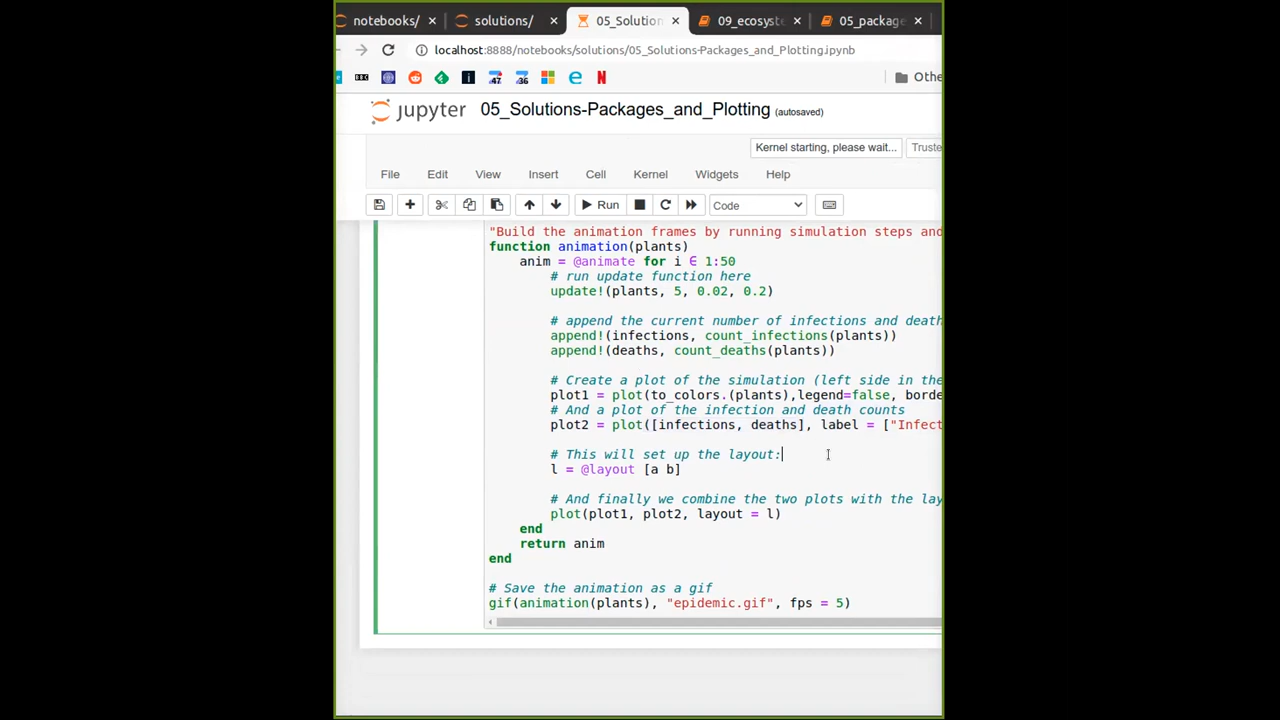 notebooks/ solutions/ 05_Solution 09_ecosyst 05_package
localhost:8888/notebooks/solutions/05_Solutions-Packages_and_Plotting.ipynb
BBC 47 36 Othe
jupyter 05_Solutions-Packages_and_Plotting (autosaved)
Kernel starting, please wait... Truste
File Edit View Insert Cell Kernel Widgets Help
Run Code
"Build the animation frames by running simulation steps and
function animation(plants)
anim = @animate for i ∈ 1:50
# run update function here
update!(plants, 5, 0.02, 0.2)
# append the current number of infections and death
append!(infections, count_infections(plants))
append!(deaths, count_deaths(plants))
# Create a plot of the simulation (left side in the
plot1 = plot(to_colors.(plants),legend=false, borde
# And a plot of the infection and death counts
plot2 = plot([infections, deaths], label = ["Infect
# This will set up the layout:
l = @layout [a b]
# And finally we combine the two plots with the lay
plot(plot1, plot2, layout = l)
end
return anim
end
# Save the animation as a gif
gif(animation(plants), "epidemic.gif", fps = 5)